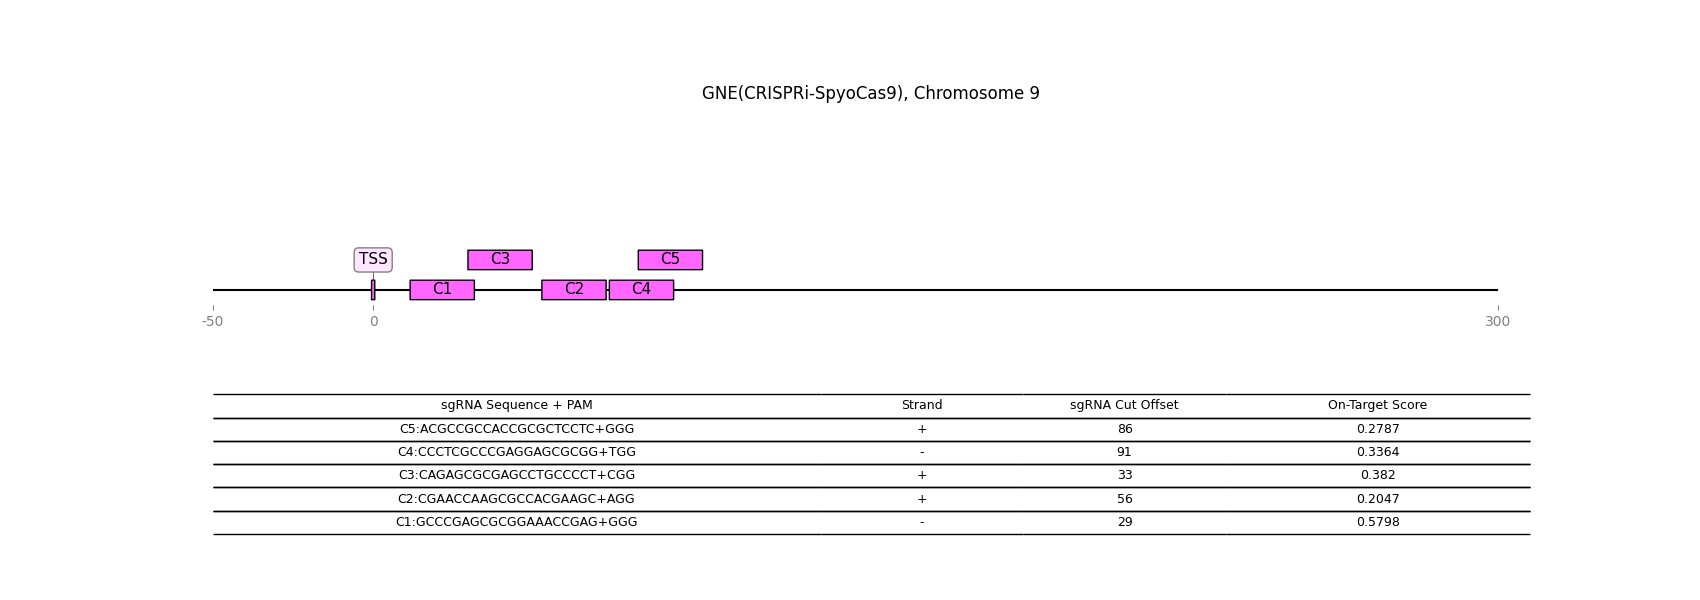 GNE(CRISPRi-SpyoCas9), Chromosome 9
TSS C3 C5
C1 C2 C4
-50 0 300
sgRNA Sequence + PAM Strand sgRNA Cut Offset On-Target Score
C5:ACGCCGCCACCGCGCTCCTC+GGG + 86 0.2787
C4:CCCTCGCCCGAGGAGCGCGG+TGG - 91 0.3364
C3:CAGAGCGCGAGCCTGCCCCT+CGG + 33 0.382
C2:CGAACCAAGCGCCACGAAGC+AGG + 56 0.2047
C1:GCCCGAGCGCGGAAACCGAG+GGG - 29 0.5798